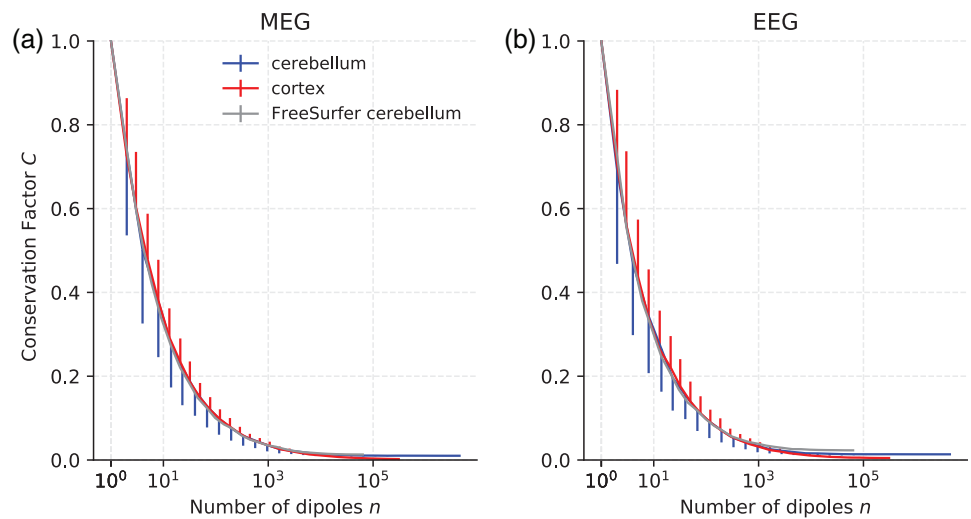 MEG
EEG
(a)
(b)
1.0
0.8
0.6
0.4
0.2
0.0
Conservation Factor C
cerebellum
cortex
FreeSurfer cerebellum
10⁰
10¹
10³
10⁵
Number of dipoles n
1.0
0.8
0.6
0.4
0.2
0.0
10⁰
10¹
10³
10⁵
Number of dipoles n